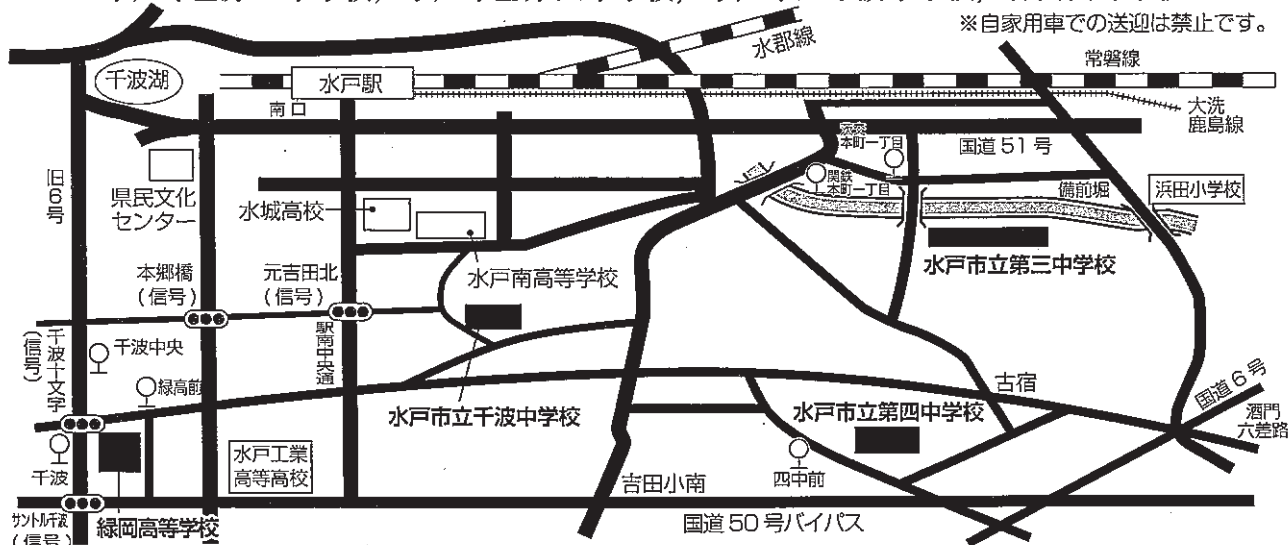 ※自家用車での送迎は禁止です。
水郡線
常磐線
千波湖
水戸駅
南口
大洗
鹿島線
国道51号
茨交
本町一丁目
関鉄
本町一丁目
備前堀
浜田小学校
旧6号
県民文化
センター
水城高校
水戸南高等学校
水戸市立第三中学校
本郷橋
(信号)
元吉田北
(信号)
駅南中央通
千波十文字
(信号)
千波中央
緑高前
古宿
国道6号
酒門
六差路
水戸市立千波中学校
水戸市立第四中学校
千波
水戸工業
高等高校
吉田小南
四中前
サントル千波
(信号)
緑岡高等学校
国道50号バイパス